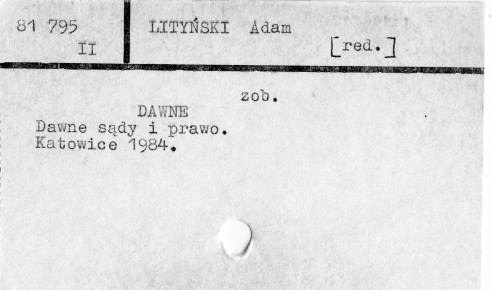 81 795
II
LITYŃSKI Adam
[red.]
zob.
DAWNE
Dawne sądy i prawo.
Katowice 1984.